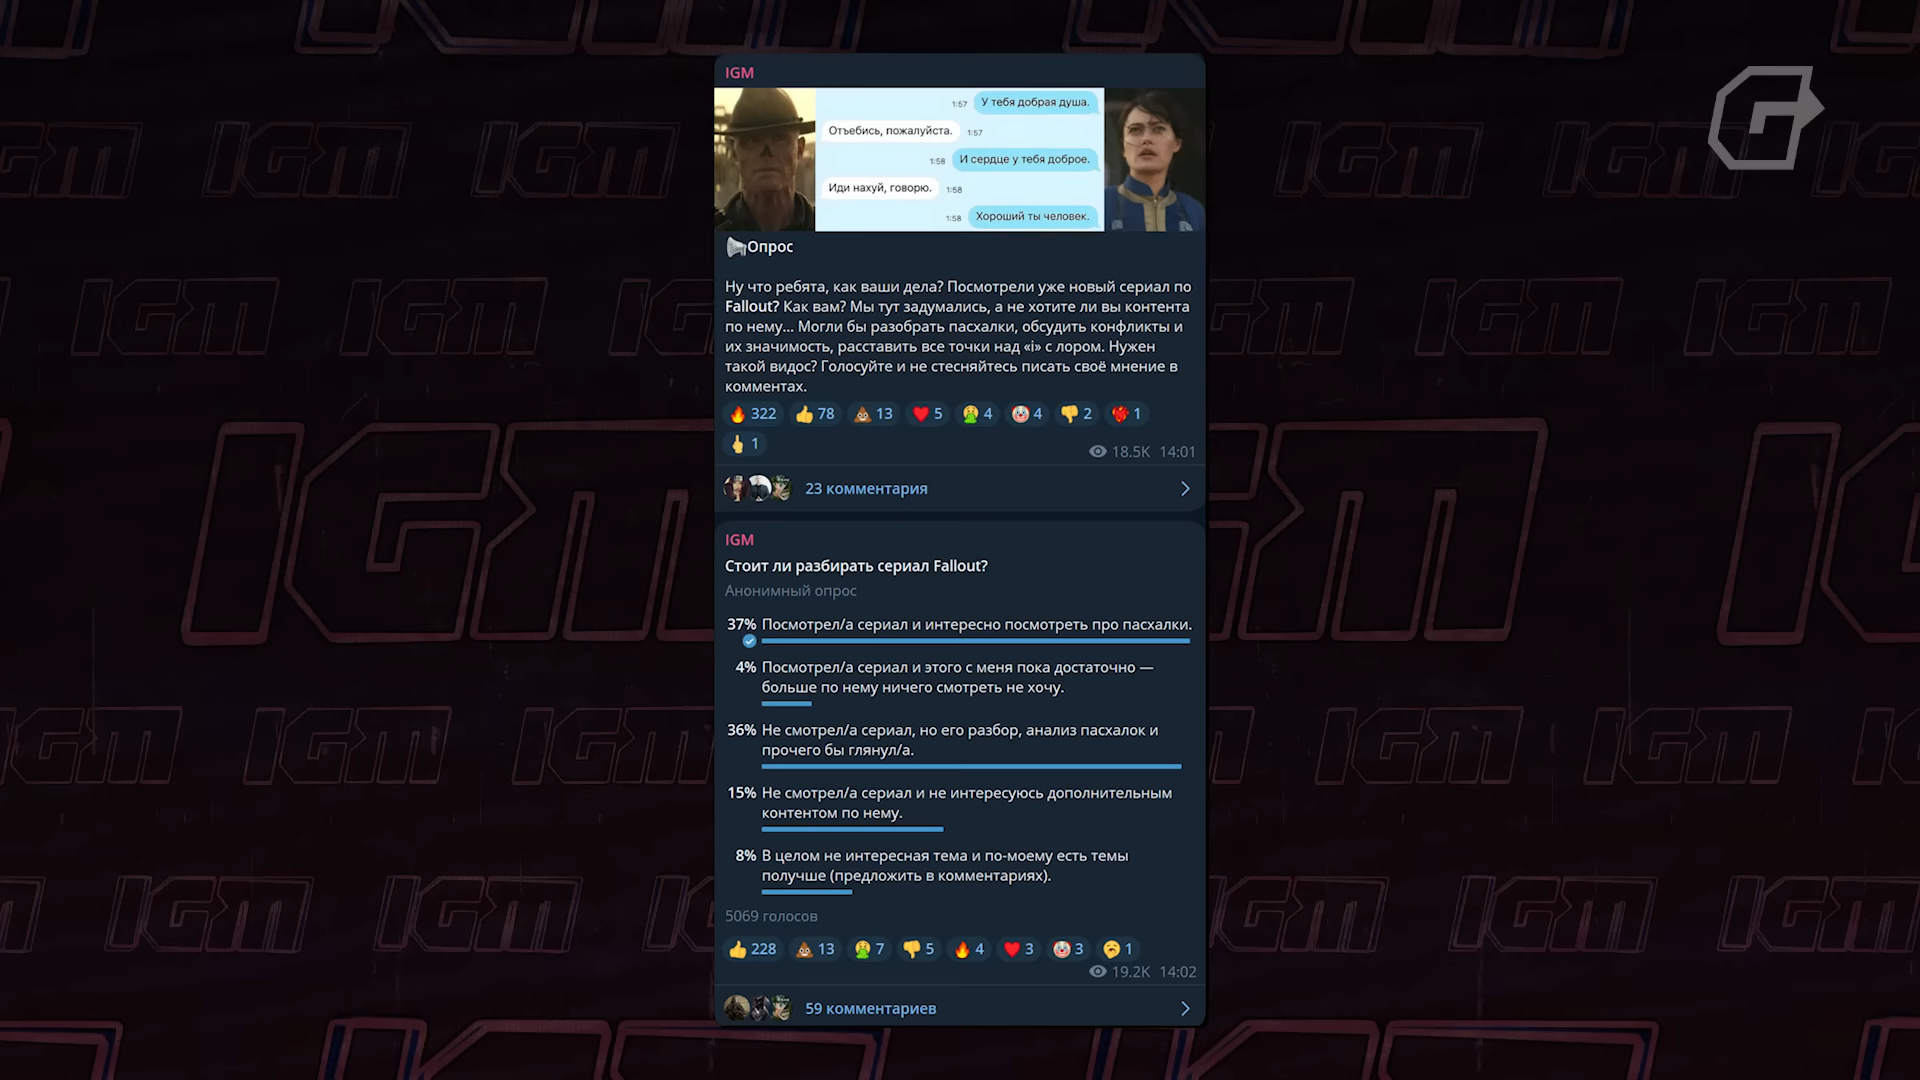 IGM
1:57 У тебя добрая душа.
Отъебись, пожалуйста. 1:57
1:58 И сердце у тебя доброе.
Иди нахуй, говорю. 1:58
1:58 Хороший ты человек.
Опрос
Ну что ребята, как ваши дела? Посмотрели уже новый сериал по
Fallout? Как вам? Мы тут задумались, а не хотите ли вы контента
по нему... Могли бы разобрать пасхалки, обсудить конфликты и
их значимость, расставить все точки над «i» с лором. Нужен
такой видос? Голосуйте и не стесняйтесь писать своё мнение в
комментах.
322 78 13 5 4 4 2 1
1
18.5K 14:01
23 комментария
IGM
Стоит ли разбирать сериал Fallout?
Анонимный опрос
37% Посмотрел/а сериал и интересно посмотреть про пасхалки.
4% Посмотрел/а сериал и этого с меня пока достаточно —
больше по нему ничего смотреть не хочу.
36% Не смотрел/а сериал, но его разбор, анализ пасхалок и
прочего бы глянул/а.
15% Не смотрел/а сериал и не интересуюсь дополнительным
контентом по нему.
8% В целом не интересная тема и по-моему есть темы
получше (предложить в комментариях).
5069 голосов
228 13 7 5 4 3 3 1
19.2K 14:02
59 комментариев